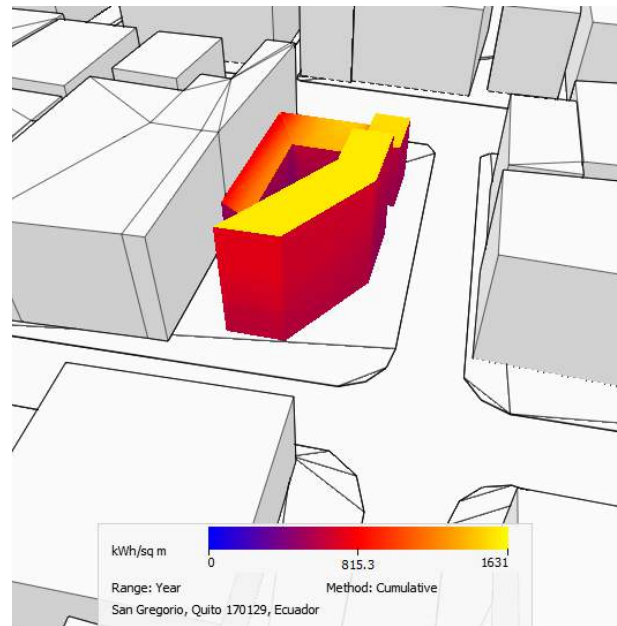 kWh/sq m
0
815.3
1631
Range: Year Method: Cumulative
San Gregorio, Quito 170129, Ecuador